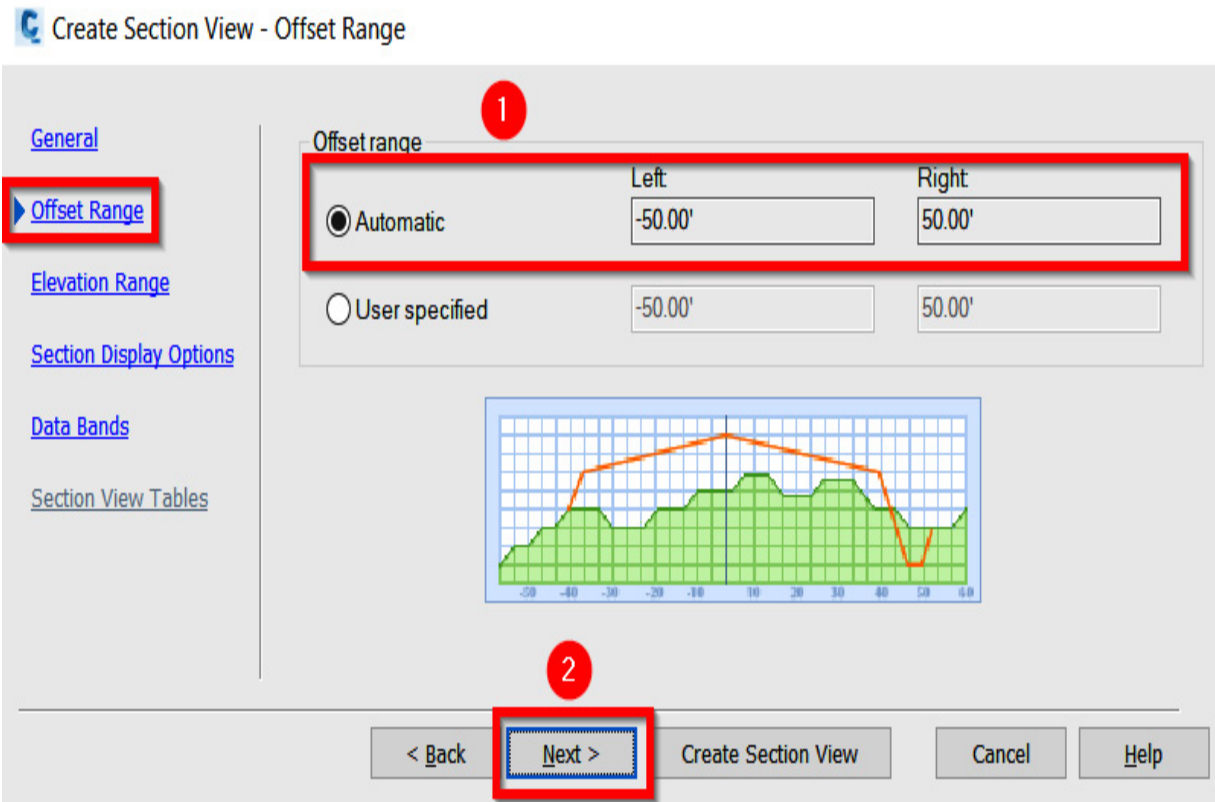 Create Section View - Offset Range
1
General
Offset range
Left:
Right:
Offset Range
Automatic
-50.00'
50.00'
Elevation Range
User specified
-50.00'
50.00'
Section Display Options
Data Bands
Section View Tables
-50 -40 -30 -20 -10 10 20 30 40 50 60
2
< Back
Next >
Create Section View
Cancel
Help